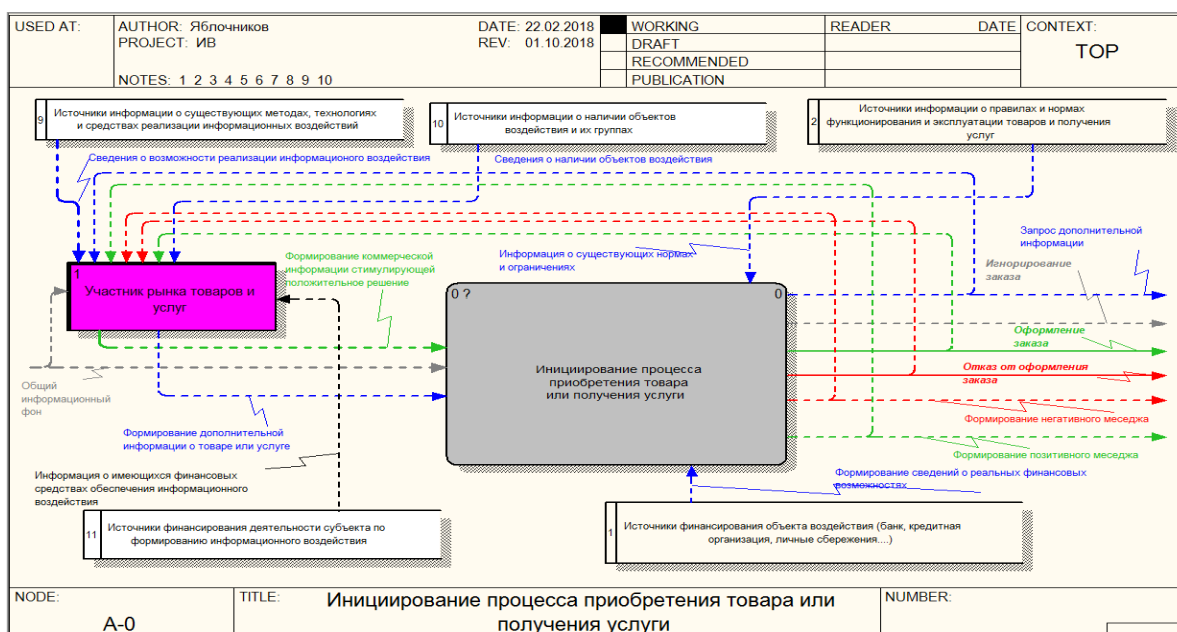 USED AT:
AUTHOR: Яблочников
DATE: 22.02.2018
WORKING
READER
DATE
CONTEXT:
PROJECT: ИВ
REV: 01.10.2018
DRAFT
TOP
RECOMMENDED
NOTES: 1 2 3 4 5 6 7 8 9 10
PUBLICATION
9
Источники информации о существующих методах, технологиях
и средствах реализации информационных воздействий
10
Источники информации о наличии объектов
воздействия и их группах
2
Источники информации о правилах и нормах
функционирования и эксплуатации товаров и получения
услуг
Сведения о возможности реализации информационого воздействия
Сведения о наличии объектов воздействия
Формирование коммерческой
информации стимулирующей
положительное решение
Информация о существующих нормах
и ограничениях
Запрос дополнительной
информации
Игнорирование
заказа
1
Участник рынка товаров и
услуг
0 ?
0
Инициирование процесса
приобретения товара
или получения услуги
Оформление
заказа
Отказ от оформления
заказа
Общий
информационный
фон
Формирование негативного меседжа
Формирование дополнительной
информации о товаре или услуге
Формирование позитивного меседжа
Информация о имеющихся финансовых
средствах обеспечения информационного
воздействия
Формирование сведений о реальных финансовых
возможностях
11
Источники финансирования деятельности субъекта по
формированию информационного воздействия
1
Источники финансирования объекта воздействия (банк, кредитная
организация, личные сбережения....)
NODE:
TITLE:
Инициирование процесса приобретения товара или
получения услуги
NUMBER:
A-0